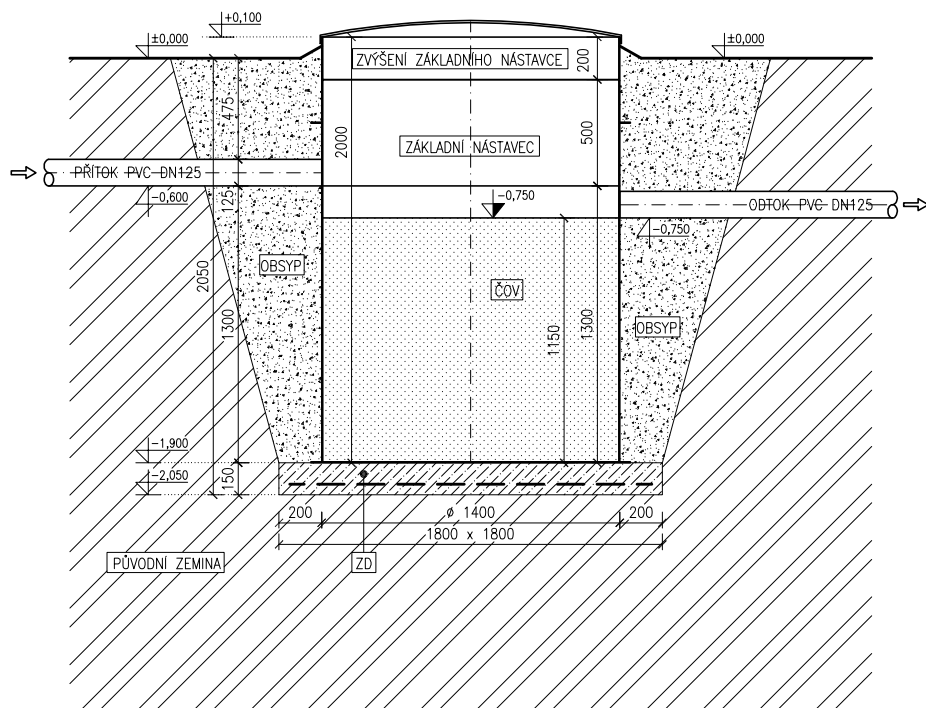 +0,100
±0,000
±0,000
ZVÝŠENÍ ZÁKLADNÍHO NÁSTAVCE
200
475
2000
500
ZÁKLADNÍ NÁSTAVEC
PŘÍTOK PVC DN125
-0,600
125
-0,750
ODTOK PVC DN125
-0,750
OBSYP
2050
ČOV
1300
1150
1300
OBSYP
-1,900
-2,050
150
200
ø 1400
200
1800 x 1800
PŮVODNÍ ZEMINA
ZD